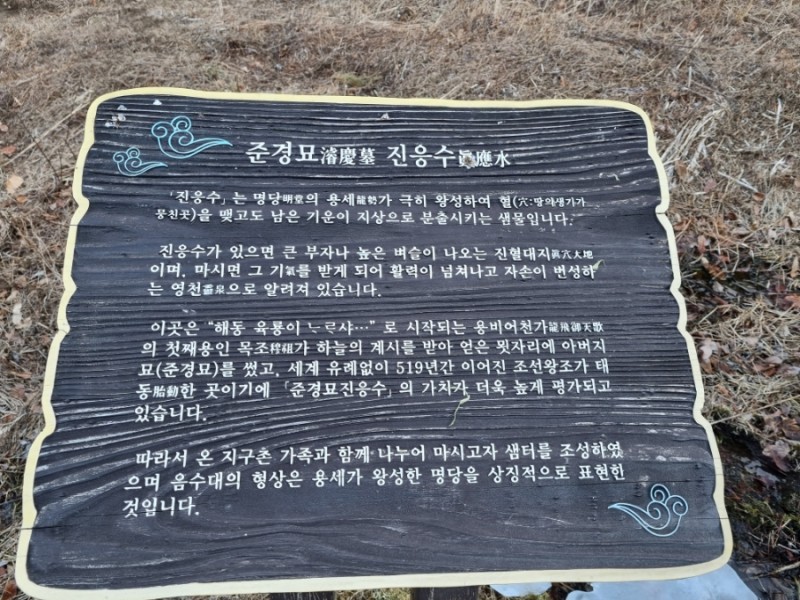 준경묘濬慶墓 진응수眞應水
「진응수」는 명당明堂의 용세龍勢가 극히 왕성하여 혈(穴:땅의생기가
뭉친곳)을 맺고도 남은 기운이 지상으로 분출시키는 샘물입니다.
진응수가 있으면 큰 부자나 높은 벼슬이 나오는 진혈대지眞穴大地
이며, 마시면 그 기氣를 받게 되어 활력이 넘쳐나고 자손이 번성하
는 영천靈泉으로 알려져 있습니다.
이곳은 “해동 육룡이 ᄂᆞᄅᆞ샤…” 로 시작되는 용비어천가龍飛御天歌
의 첫째용인 목조穆祖가 하늘의 계시를 받아 얻은 묏자리에 아버지
묘(준경묘)를 썼고, 세계 유례없이 519년간 이어진 조선왕조가 태
동胎動한 곳이기에 「준경묘진응수」의 가치가 더욱 높게 평가되고
있습니다.
따라서 온 지구촌 가족과 함께 나누어 마시고자 샘터를 조성하였
으며 음수대의 형상은 용세가 왕성한 명당을 상징적으로 표현한
것입니다.